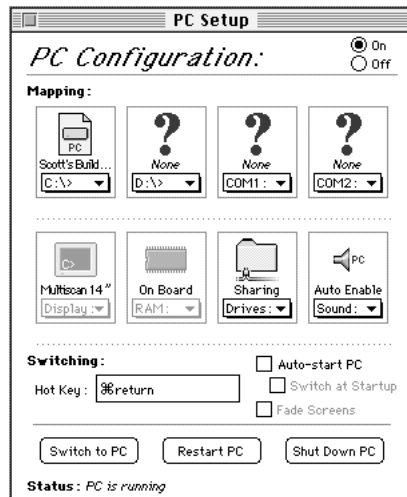 PC Setup
PC Configuration:
On
Off
Mapping:
PC
Scott's Build...
None
None
None
C:\>
D:\>
COM1:
COM2:
C>
PC
Multiscan 14"
On Board
Sharing
Auto Enable
Display:
RAM:
Drives:
Sound:
Switching:
Auto-start PC
Hot Key:
⌘return
Switch at Startup
Fade Screens
Switch to PC
Restart PC
Shut Down PC
Status: PC is running